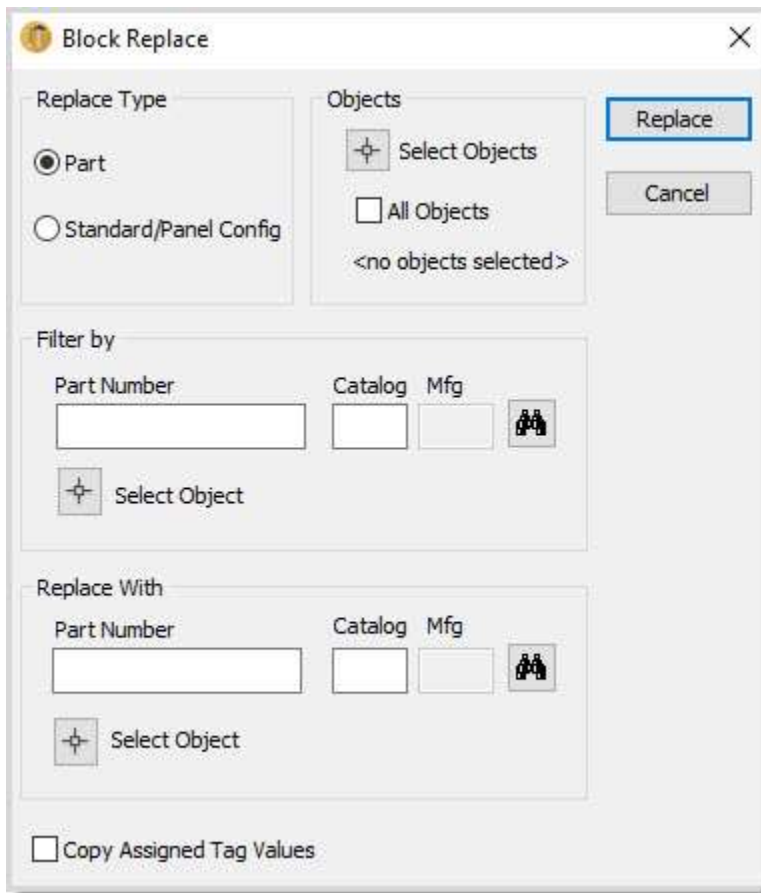 Block Replace
Replace Type
Part
Standard/Panel Config
Objects
Select Objects
All Objects
<no objects selected>
Replace
Cancel
Filter by
Part Number Catalog Mfg
Select Object
Replace With
Part Number Catalog Mfg
Select Object
Copy Assigned Tag Values